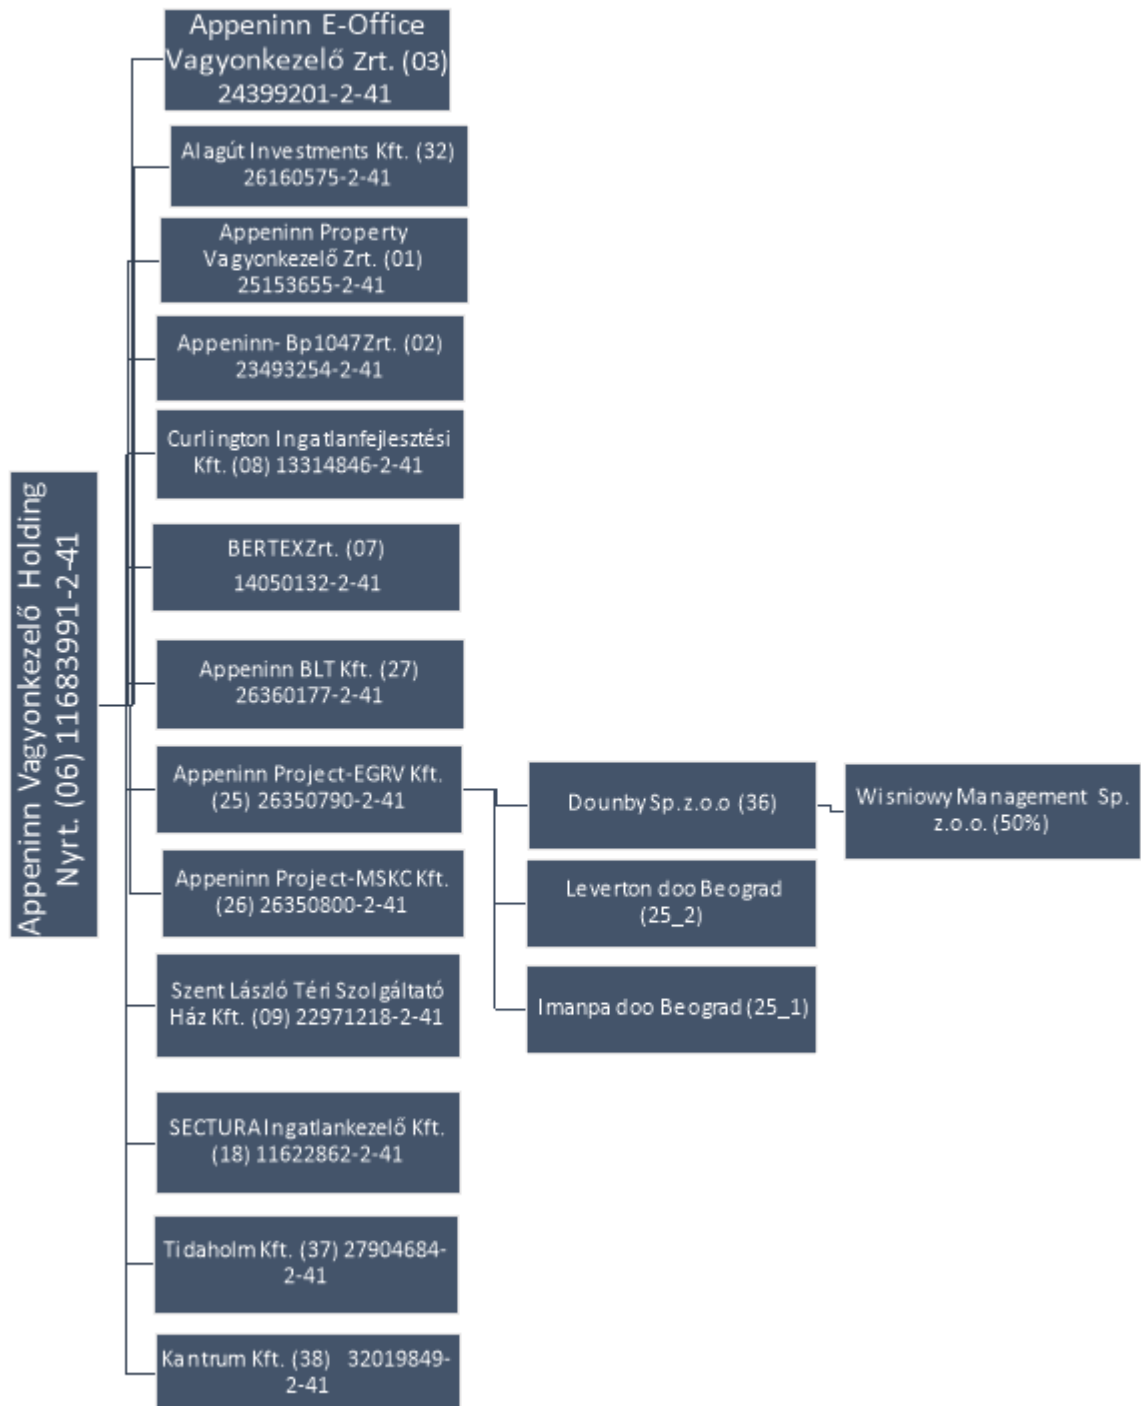 Appeninn Vagyonkezelő Holding
Nyrt. (06) 11683991-2-41
Appeninn E-Office
Vagyonkezelő Zrt. (03)
24399201-2-41
Alagút Investments Kft. (32)
26160575-2-41
Appeninn Property
Vagyonkezelő Zrt. (01)
25153655-2-41
Appeninn- Bp1047Zrt. (02)
23493254-2-41
Curlington Ingatlanfejlesztési
Kft. (08) 13314846-2-41
BERTEXZrt. (07)
14050132-2-41
Appeninn BLT Kft. (27)
26360177-2-41
Appeninn Project-EGRV Kft.
(25) 26350790-2-41
Dounby Sp.z.o.o (36)
Wisniowy Management Sp.
z.o.o. (50%)
Leverton doo Beograd
(25_2)
Imanpa doo Beograd (25_1)
Appeninn Project-MSKC Kft.
(26) 26350800-2-41
Szent László Téri Szolgáltató
Ház Kft. (09) 22971218-2-41
SECTURA Ingatlankezelő Kft.
(18) 11622862-2-41
Tidaholm Kft. (37) 27904684-
2-41
Kantrum Kft. (38) 32019849-
2-41